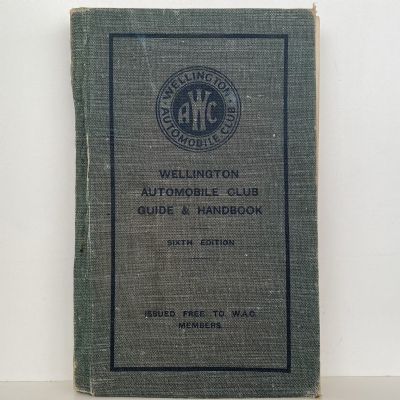 WELLINGTON
AUTOMOBILE CLUB
AWC
WELLINGTON
AUTOMOBILE CLUB
GUIDE & HANDBOOK
SIXTH EDITION
ISSUED FREE TO W.A.C.
MEMBERS